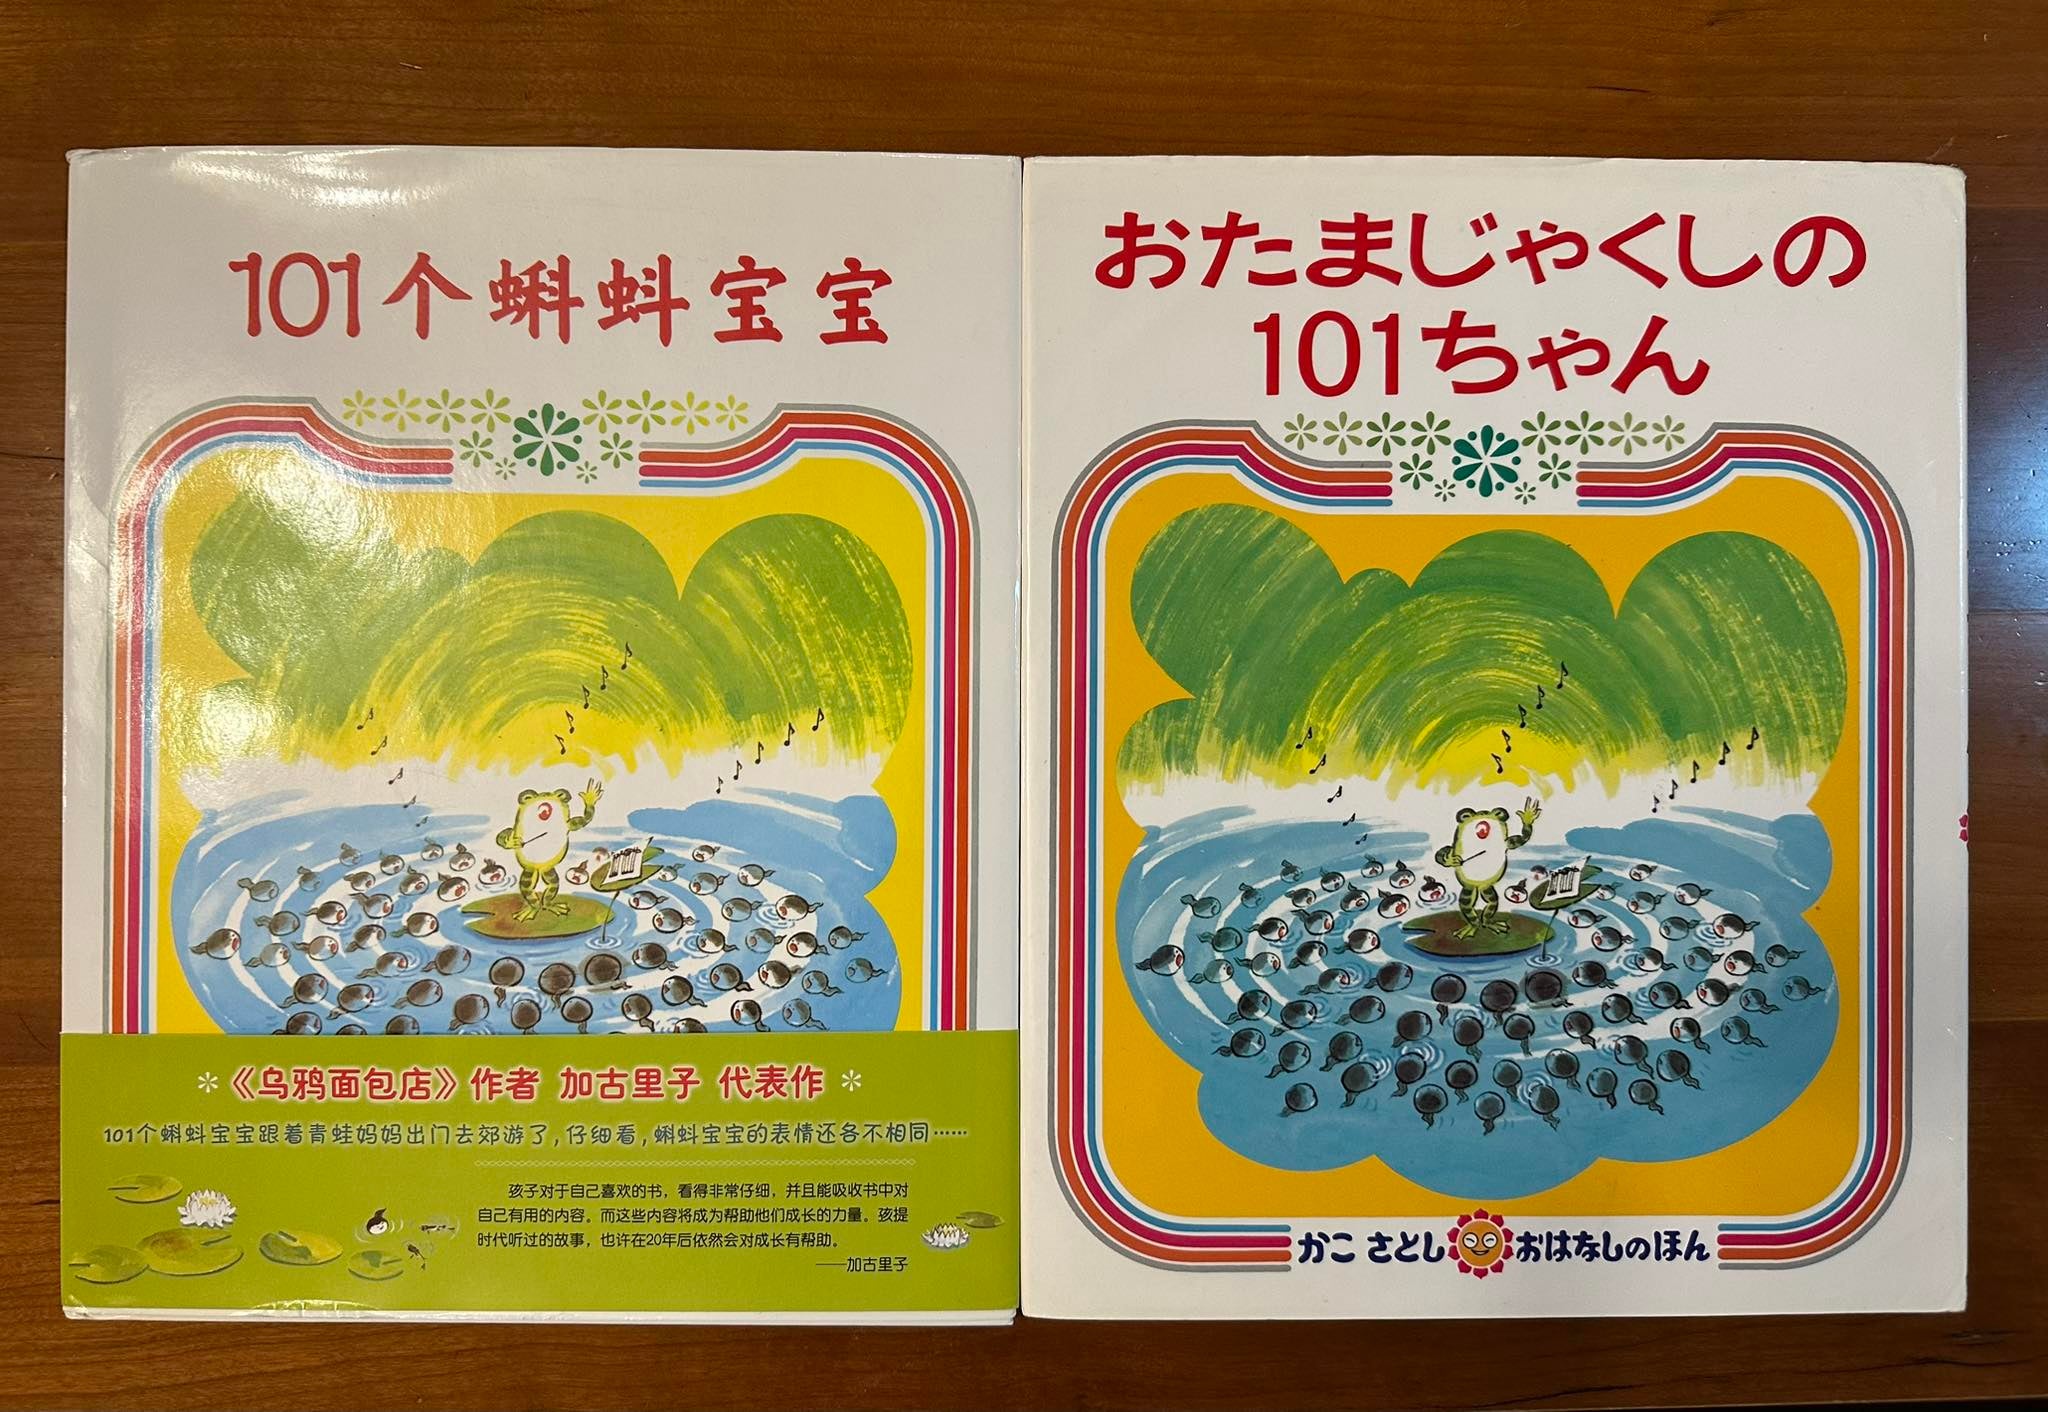 101个蝌蚪宝宝
《乌鸦面包店》作者 加古里子 代表作
101个蝌蚪宝宝跟着青蛙妈妈出门去郊游了，仔细看，蝌蚪宝宝的表情还各不相同……
孩子对于自己喜欢的书，看得非常仔细，并且能吸收书中对
自己有用的内容。而这些内容将成为帮助他们成长的力量。孩提
时代听过的故事，也许在20年后依然会对成长有帮助。
——加古里子
おたまじゃくしの
101ちゃん
かこ さとし おはなしのほん